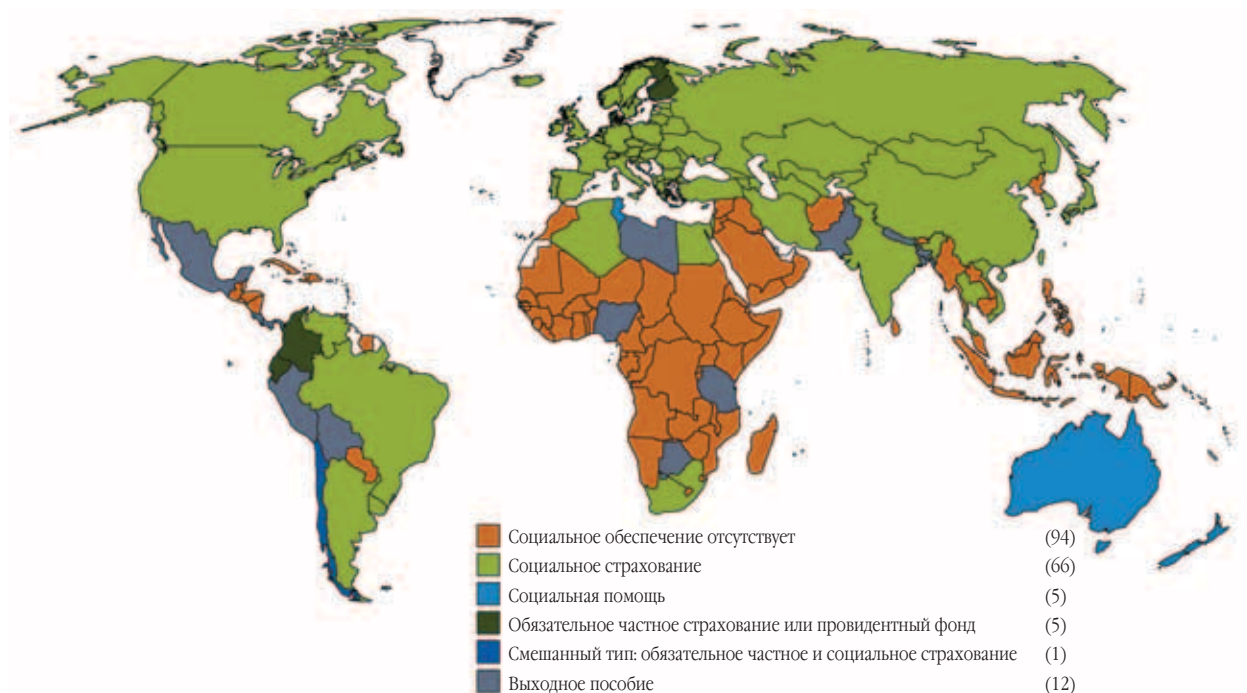 Социальное обеспечение отсутствует (94)
Социальное страхование (66)
Социальная помощь (5)
Обязательное частное страхование или провидентный фонд (5)
Смешанный тип: обязательное частное и социальное страхование (1)
Выходное пособие (12)